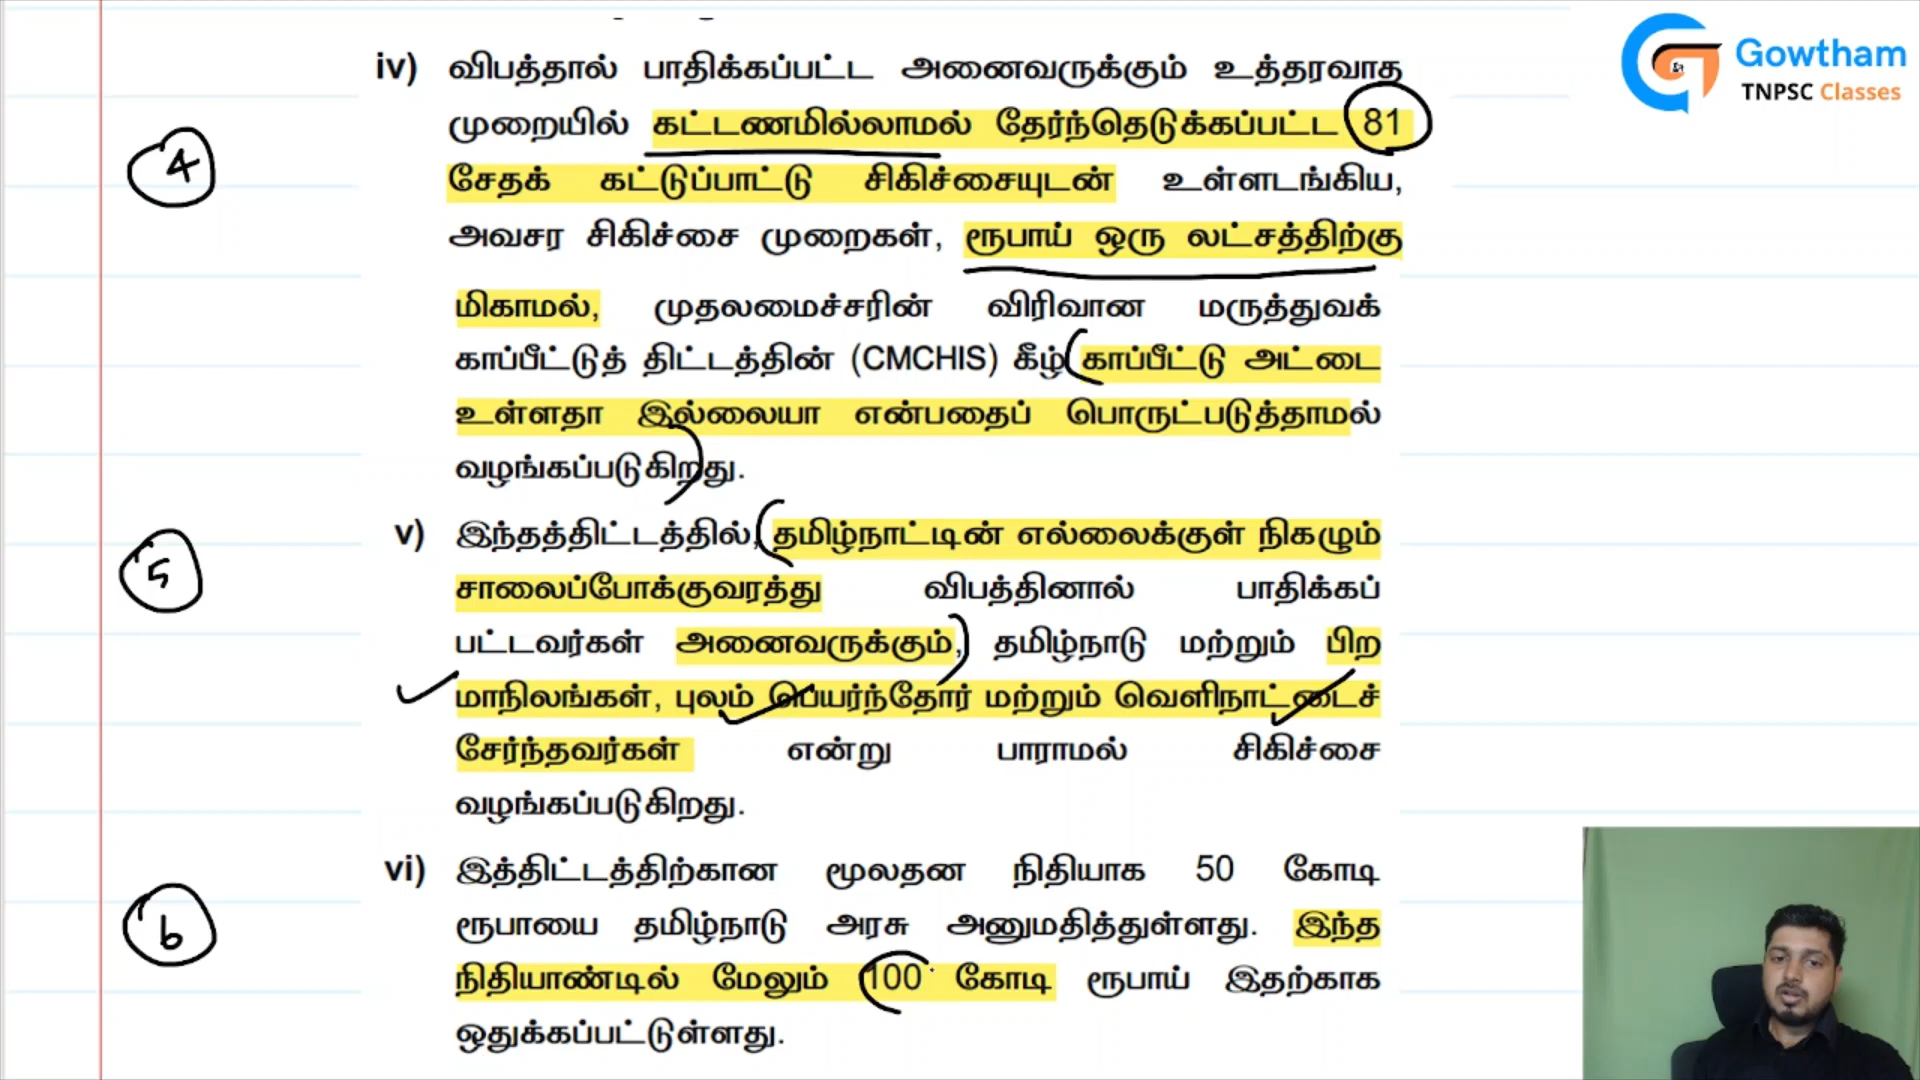 Gowtham
TNPSC Classes
iv) விபத்தால் பாதிக்கப்பட்ட அனைவருக்கும் உத்தரவாத
முறையில் கட்டணமில்லாமல் தேர்ந்தெடுக்கப்பட்ட 81
4
சேதக் கட்டுப்பாட்டு சிகிச்சையுடன் உள்ளடங்கிய,
அவசர சிகிச்சை முறைகள், ரூபாய் ஒரு லட்சத்திற்கு
மிகாமல், முதலமைச்சரின் விரிவான மருத்துவக்
காப்பீட்டுத் திட்டத்தின் (CMCHIS) கீழ் காப்பீட்டு அட்டை
உள்ளதா இல்லையா என்பதைப் பொருட்படுத்தாமல்
வழங்கப்படுகிறது.
v) இந்தத்திட்டத்தில், தமிழ்நாட்டின் எல்லைக்குள் நிகழும்
5
சாலைப்போக்குவரத்து விபத்தினால் பாதிக்கப்
பட்டவர்கள் அனைவருக்கும், தமிழ்நாடு மற்றும் பிற
மாநிலங்கள், புலம் பெயர்ந்தோர் மற்றும் வெளிநாட்டைச்
சேர்ந்தவர்கள் என்று பாராமல் சிகிச்சை
வழங்கப்படுகிறது.
vi) இத்திட்டத்திற்கான மூலதன நிதியாக 50 கோடி
ரூபாயை தமிழ்நாடு அரசு அனுமதித்துள்ளது. இந்த
6
நிதியாண்டில் மேலும் 100 கோடி ரூபாய் இதற்காக
ஒதுக்கப்பட்டுள்ளது.